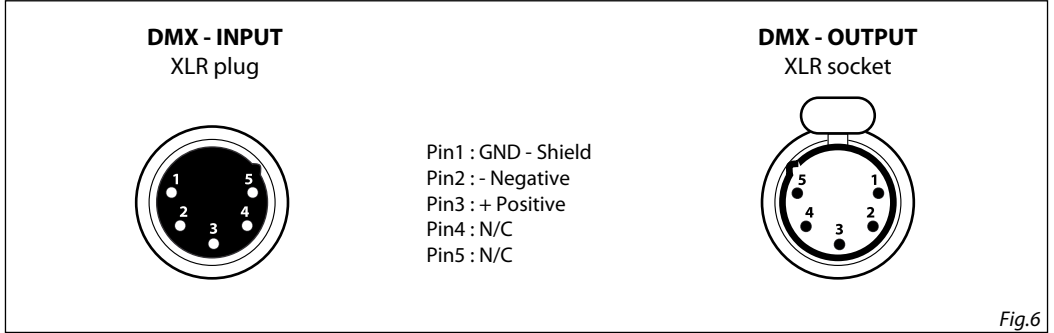 DMX - INPUT
XLR plug
DMX - OUTPUT
XLR socket
1
5
2
4
3
Pin1 : GND - Shield
Pin2 : - Negative
Pin3 : + Positive
Pin4 : N/C
Pin5 : N/C
5
1
4
2
3
Fig.6